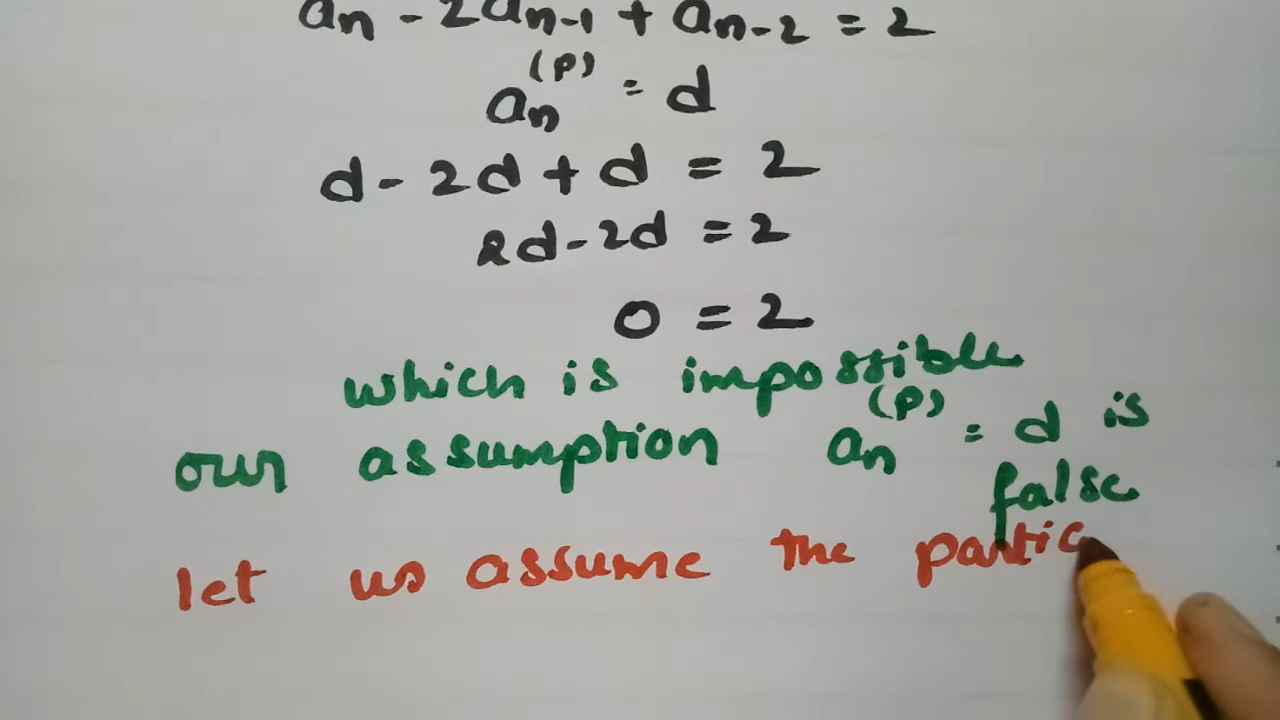 an - 2an-1 + an-2 = 2
an(P) = d
d - 2d + d = 2
2d - 2d = 2
0 = 2
which is impossible
our assumption an(P) = d is
false
let us assume the partic